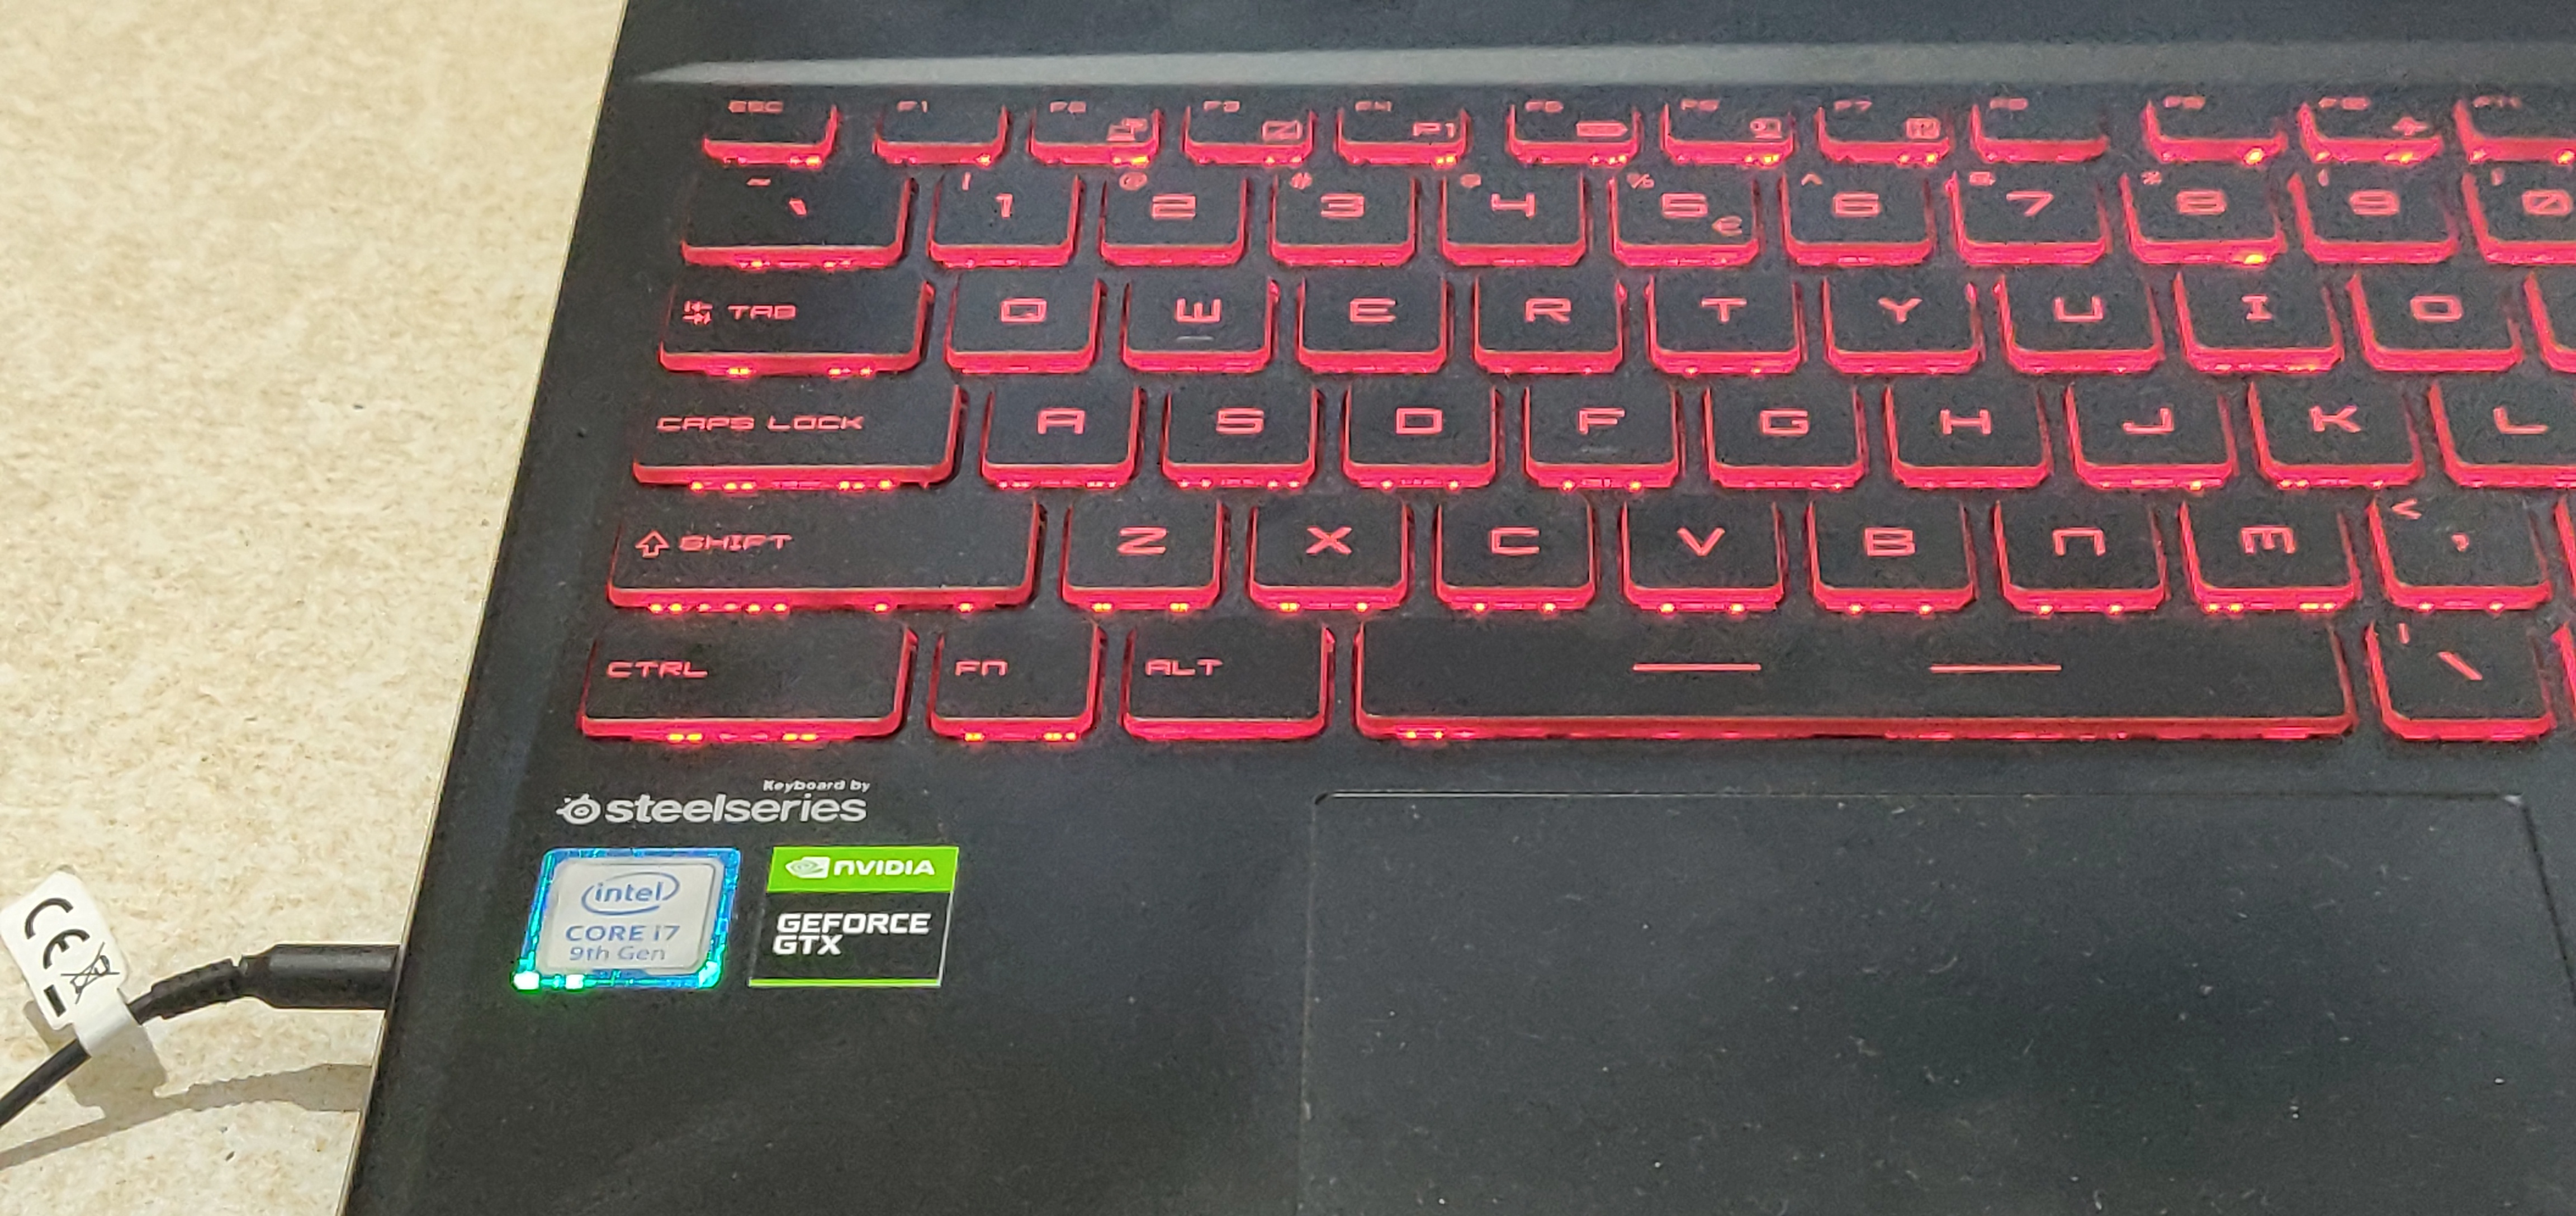 ESC F1 F2 F3 F4 F1 F5 F6 F7 F8 F9 F10 F11
~ ` ! 1 @ 2 # 3 4 % 5 € ^ 6 & 7 * 8 ( 9 ) 0
TAB Q W E R T Y U I O
CAPS LOCK A S D F G H J K L
SHIFT Z X C V B N M < ,
CTRL FN ALT | \
Keyboard by
steelseries
intel
CORE i7
9th Gen
NVIDIA
GEFORCE
GTX
CE